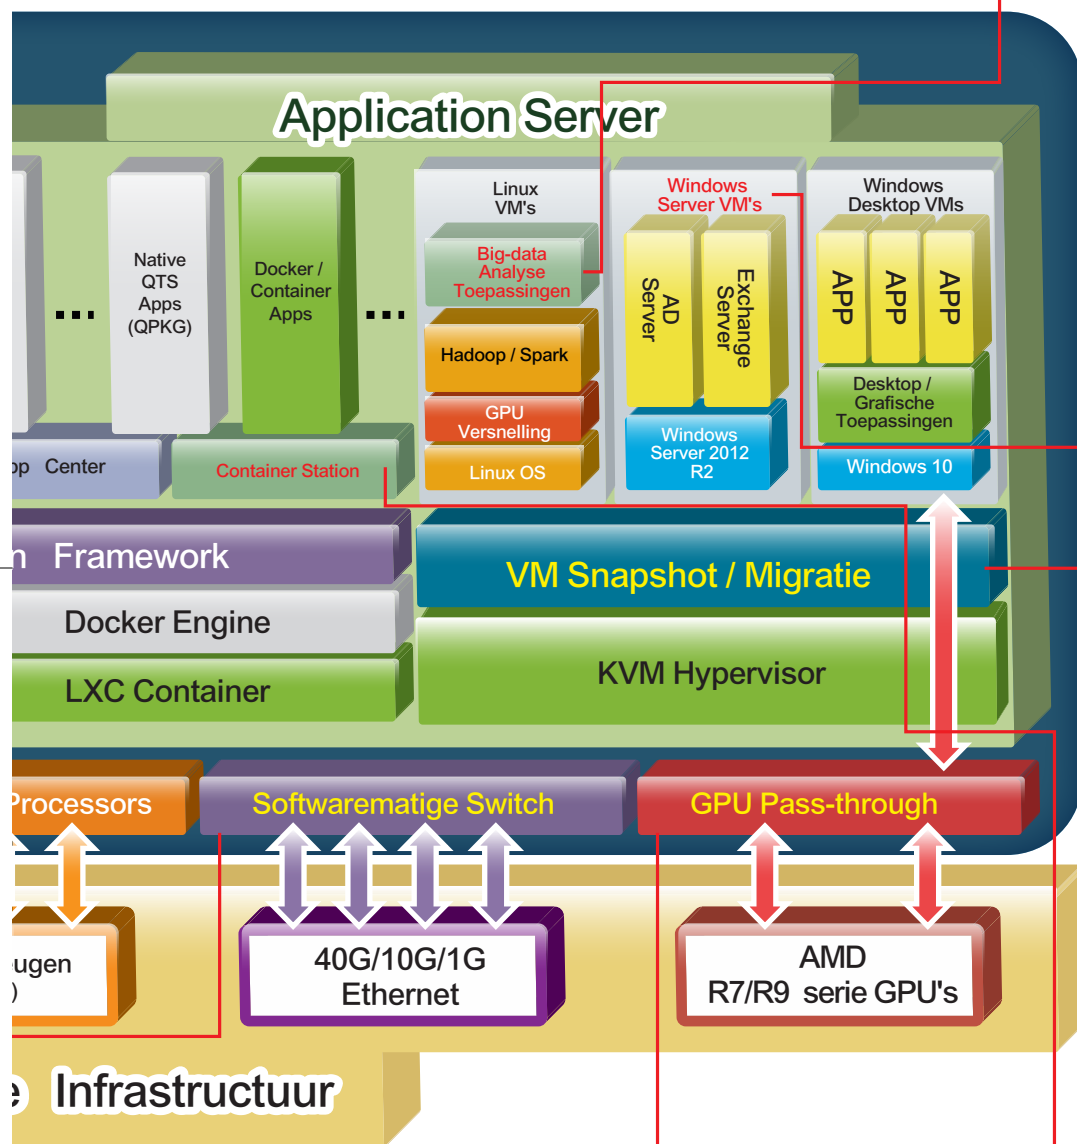 Application Server
Native
QTS
Apps
(QPKG)
Docker /
Container
Apps
Linux
VM's
Big-data
Analyse
Toepassingen
Hadoop / Spark
GPU
Versnelling
Linux OS
Windows
Server VM's
AD
Server
Exchange
Server
Windows
Server 2012
R2
Windows
Desktop VMs
APP
APP
APP
Desktop /
Grafische
Toepassingen
Windows 10
Center
Container Station
Framework
VM Snapshot / Migratie
Docker Engine
LXC Container
KVM Hypervisor
Processors
Softwarematige Switch
GPU Pass-through
40G/10G/1G
Ethernet
AMD
R7/R9 serie GPU's
Infrastructuur